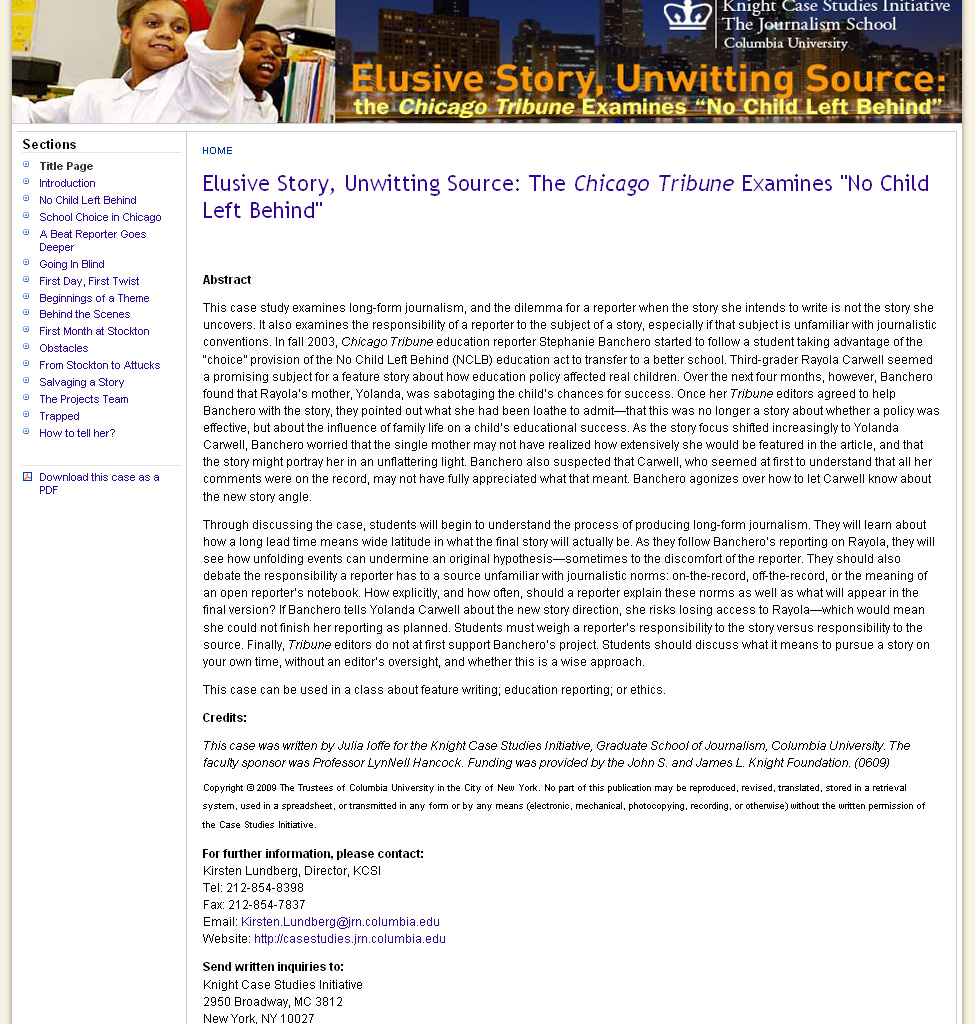 Knight Case Studies Initiative
The Journalism School
Columbia University
Elusive Story, Unwitting Source:
the Chicago Tribune Examines “No Child Left Behind”
Sections
Title Page
Introduction
No Child Left Behind
School Choice in Chicago
A Beat Reporter Goes
Deeper
Going In Blind
First Day, First Twist
Beginnings of a Theme
Behind the Scenes
First Month at Stockton
Obstacles
From Stockton to Attucks
Salvaging a Story
The Projects Team
Trapped
How to tell her?
Download this case as a
PDF
HOME
Elusive Story, Unwitting Source: The Chicago Tribune Examines "No Child
Left Behind"
Abstract
This case study examines long-form journalism, and the dilemma for a reporter when the story she intends to write is not the story she
uncovers. It also examines the responsibility of a reporter to the subject of a story, especially if that subject is unfamiliar with journalistic
conventions. In fall 2003, Chicago Tribune education reporter Stephanie Banchero started to follow a student taking advantage of the
“choice” provision of the No Child Left Behind (NCLB) education act to transfer to a better school. Third-grader Rayola Carwell seemed
a promising subject for a feature story about how education policy affected real children. Over the next four months, however, Banchero
found that Rayola’s mother, Yolanda, was sabotaging the child’s chances for success. Once her Tribune editors agreed to help
Banchero with the story, they pointed out what she had been loathe to admit—that this was no longer a story about whether a policy was
effective, but about the influence of family life on a child’s educational success. As the story focus shifted increasingly to Yolanda
Carwell, Banchero worried that the single mother may not have realized how extensively she would be featured in the article, and that
the story might portray her in an unflattering light. Banchero also suspected that Carwell, who seemed at first to understand that all her
comments were on the record, may not have fully appreciated what that meant. Banchero agonizes over how to let Carwell know about
the new story angle.
Through discussing the case, students will begin to understand the process of producing long-form journalism. They will learn about
how a long lead time means wide latitude in what the final story will actually be. As they follow Banchero’s reporting on Rayola, they will
see how unfolding events can undermine an original hypothesis—sometimes to the discomfort of the reporter. They should also
debate the responsibility a reporter has to a source unfamiliar with journalistic norms: on-the-record, off-the-record, or the meaning of
an open reporter’s notebook. How explicitly, and how often, should a reporter explain these norms as well as what will appear in the
final version? If Banchero tells Yolanda Carwell about the new story direction, she risks losing access to Rayola—which would mean
she could not finish her reporting as planned. Students must weigh a reporter’s responsibility to the story versus responsibility to the
source. Finally, Tribune editors do not at first support Banchero’s project. Students should discuss what it means to pursue a story on
your own time, without an editor’s oversight, and whether this is a wise approach.
This case can be used in a class about feature writing; education reporting; or ethics.
Credits:
This case was written by Julia Ioffe for the Knight Case Studies Initiative, Graduate School of Journalism, Columbia University. The
faculty sponsor was Professor LynNell Hancock. Funding was provided by the John S. and James L. Knight Foundation. (0609)
Copyright © 2009 The Trustees of Columbia University in the City of New York. No part of this publication may be reproduced, revised, translated, stored in a retrieval
system, used in a spreadsheet, or transmitted in any form or by any means (electronic, mechanical, photocopying, recording, or otherwise) without the written permission of
the Case Studies Initiative.
For further information, please contact:
Kirsten Lundberg, Director, KCSI
Tel: 212-854-8398
Fax: 212-854-7837
Email: Kirsten.Lundberg@jrn.columbia.edu
Website: http://casestudies.jrn.columbia.edu
Send written inquiries to:
Knight Case Studies Initiative
2950 Broadway, MC 3812
New York, NY 10027